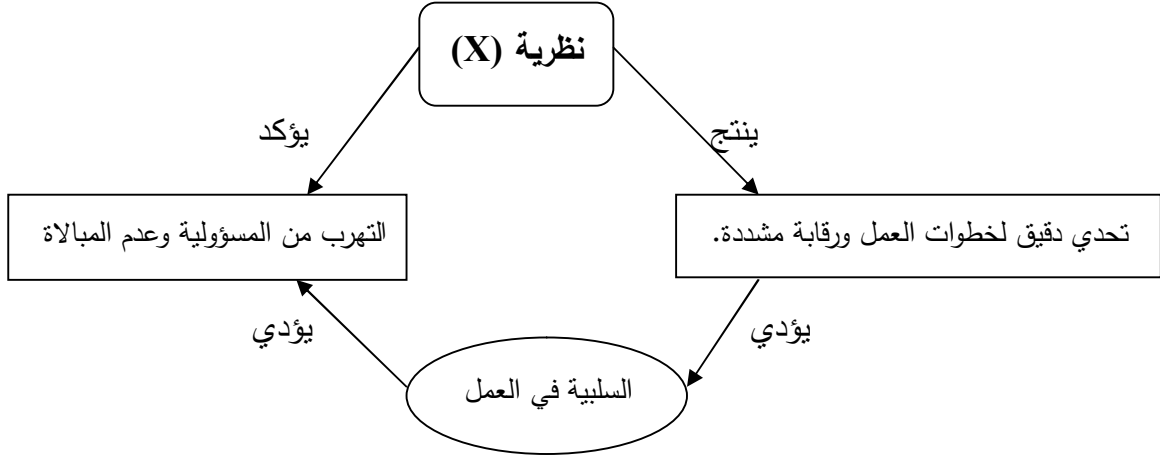 نظرية (X)
ينتج
يؤكد
تحدي دقيق لخطوات العمل ورقابة مشددة.
التهرب من المسؤولية وعدم المبالاة
يؤدي
يؤدي
السلبية في العمل